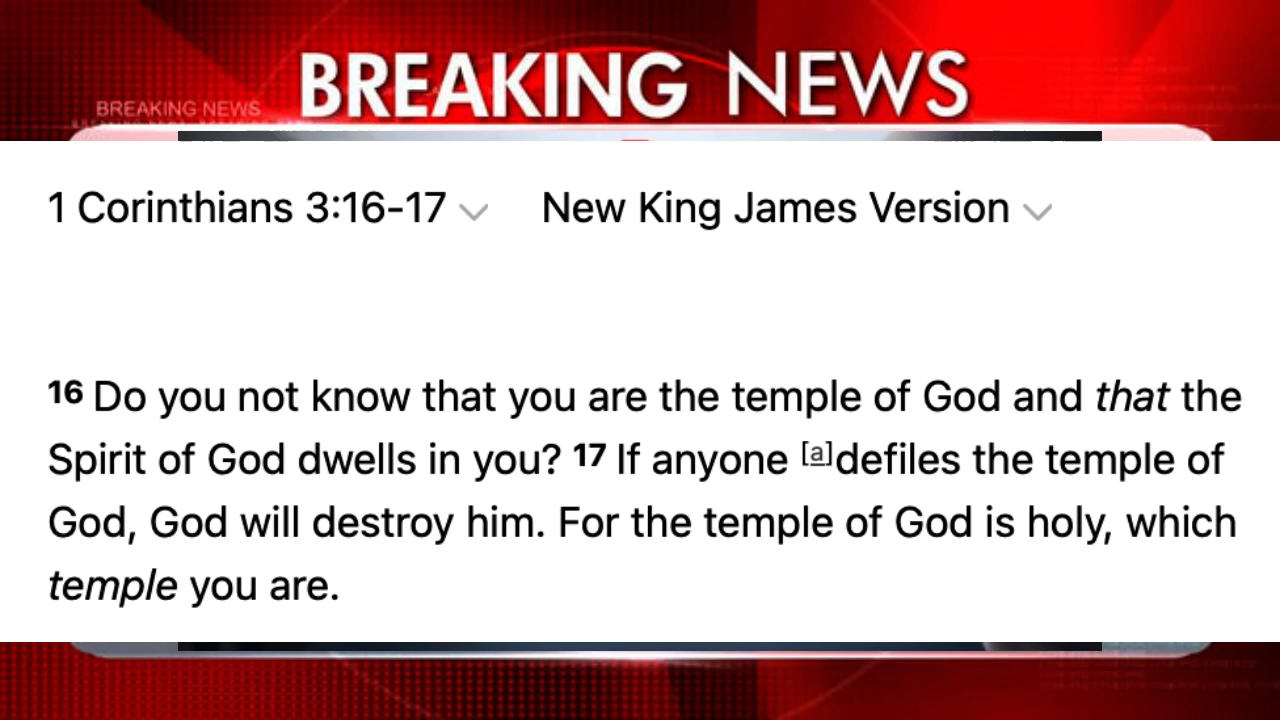 BREAKING NEWS
BREAKING NEWS
1 Corinthians 3:16-17 New King James Version
16 Do you not know that you are the temple of God and that the
Spirit of God dwells in you? 17 If anyone [a]defiles the temple of
God, God will destroy him. For the temple of God is holy, which
temple you are.